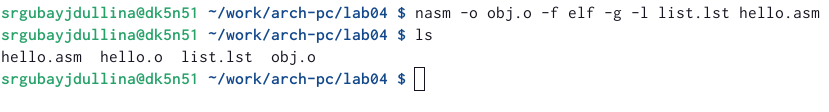 srgubayjdullina@dk5n51 ~/work/arch-pc/lab04 $ nasm -o obj.o -f elf -g -l list.lst hello.asm
srgubayjdullina@dk5n51 ~/work/arch-pc/lab04 $ ls
hello.asm  hello.o  list.lst  obj.o
srgubayjdullina@dk5n51 ~/work/arch-pc/lab04 $